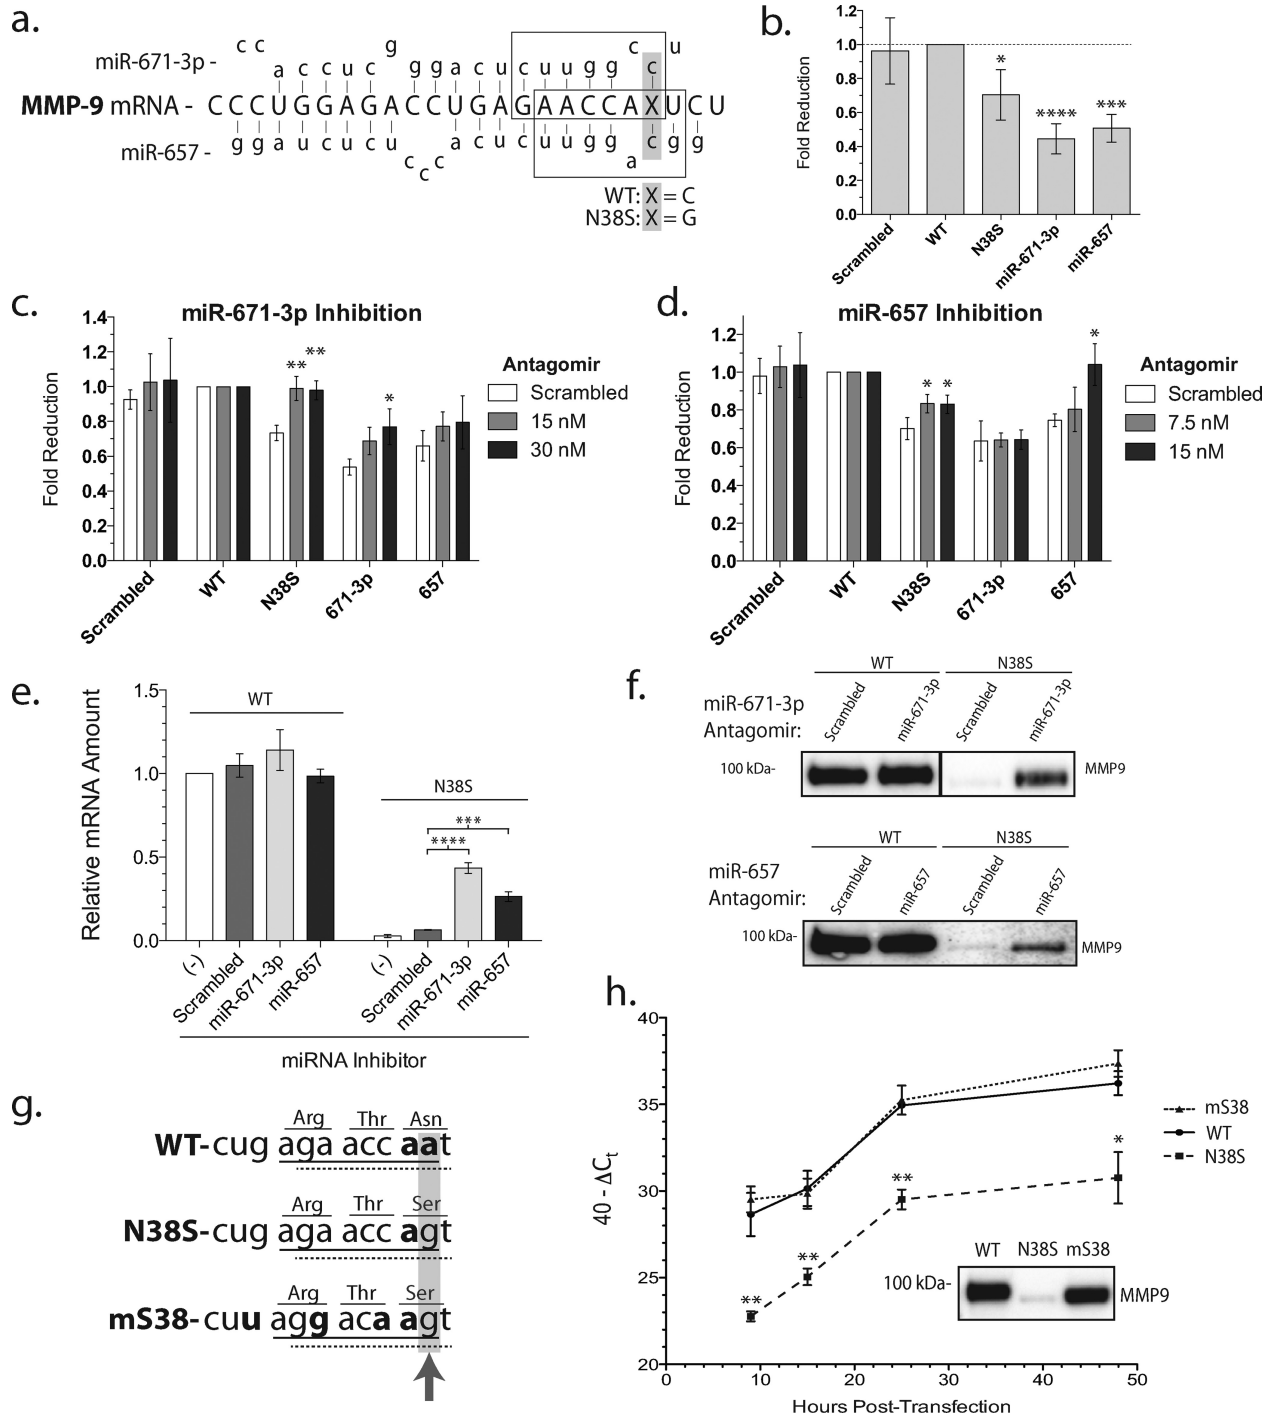 a.
c c g c u
miR-671-3p - a c c u c g g a c u c u u g g c
MMP-9 mRNA - C C C U G G A G A C C U G A G A A C C A X U C U
miR-657 - g g a u c u c u a c u c u u g g c g g
c c c a
WT: X = C
N38S: X = G
b.
Fold Reduction
1.2
1.0
0.8
0.6
0.4
0.2
0.0
*
****
***
Scrambled
WT
N38S
miR-671-3p
miR-657
c.
miR-671-3p Inhibition
Fold Reduction
1.4
1.2
1.0
0.8
0.6
0.4
0.2
0.0
**
**
*
Antagomir
Scrambled
15 nM
30 nM
Scrambled
WT
N38S
671-3p
657
d.
miR-657 Inhibition
Fold Reduction
1.2
1.0
0.8
0.6
0.4
0.2
0.0
*
*
*
Antagomir
Scrambled
7.5 nM
15 nM
Scrambled
WT
N38S
671-3p
657
e.
Relative mRNA Amount
1.5
1.0
0.5
0.0
WT
N38S
***
****
(-)
Scrambled
miR-671-3p
miR-657
(-)
Scrambled
miR-671-3p
miR-657
miRNA Inhibitor
f.
WT N38S
miR-671-3p
Antagomir:
Scrambled
miR-671-3p
Scrambled
miR-671-3p
100 kDa-
MMP9
WT N38S
miR-657
Antagomir:
Scrambled
miR-657
Scrambled
miR-657
100 kDa-
MMP9
g.
Arg Thr Asn
WT-cug aga acc aat
Arg Thr Ser
N38S-cug aga acc agt
Arg Thr Ser
mS38-cuu agg aca agt
h.
40 - ΔCt
40
35
30
25
20
**
**
**
*
mS38
WT
N38S
WT N38S mS38
100 kDa-
MMP9
0 10 20 30 40 50
Hours Post-Transfection